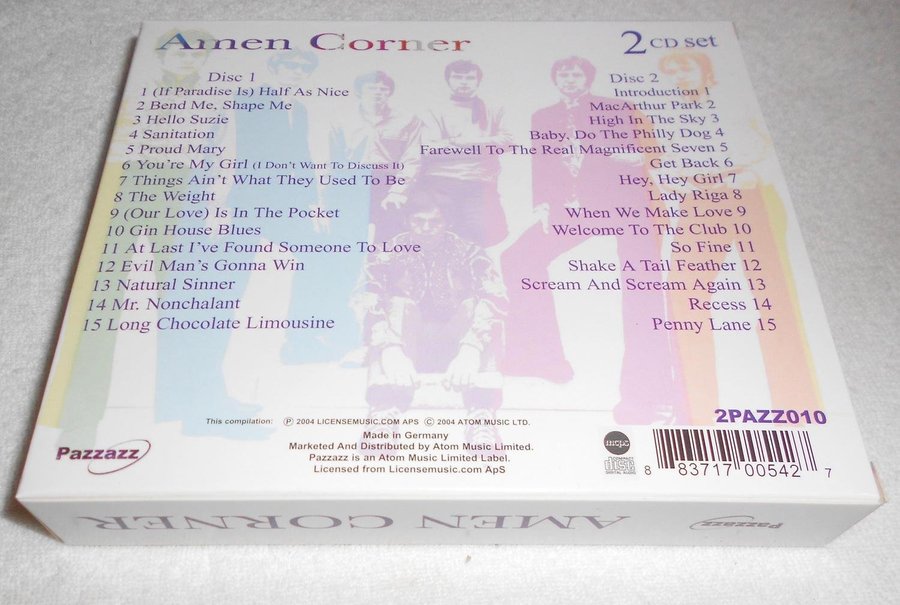 Amen Corner
2 CD set
Disc 1
1 (If Paradise Is) Half As Nice
2 Bend Me, Shape Me
3 Hello Suzie
4 Sanitation
5 Proud Mary
6 You're My Girl (I Don't Want To Discuss It)
7 Things Ain't What They Used To Be
8 The Weight
9 (Our Love) Is In The Pocket
10 Gin House Blues
11 At Last I've Found Someone To Love
12 Evil Man's Gonna Win
13 Natural Sinner
14 Mr. Nonchalant
15 Long Chocolate Limousine
Disc 2
Introduction 1
MacArthur Park 2
High In The Sky 3
Baby, Do The Philly Dog 4
Farewell To The Real Magnificent Seven 5
Get Back 6
Hey, Hey Girl 7
Lady Riga 8
When We Make Love 9
Welcome To The Club 10
So Fine 11
Shake A Tail Feather 12
Scream And Scream Again 13
Recess 14
Penny Lane 15
This compilation: Ⓟ 2004 LICENSEMUSIC.COM APS © 2004 ATOM MUSIC LTD.
Made in Germany
Marketed And Distributed by Atom Music Limited.
Pazzazz is an Atom Music Limited Label.
Licensed from Licensemusic.com ApS
Pazzazz
mcps
COMPACT
disc
DIGITAL AUDIO
2PAZZ010
8 83717 00542 7
AMEN CORNER
Pazzazz